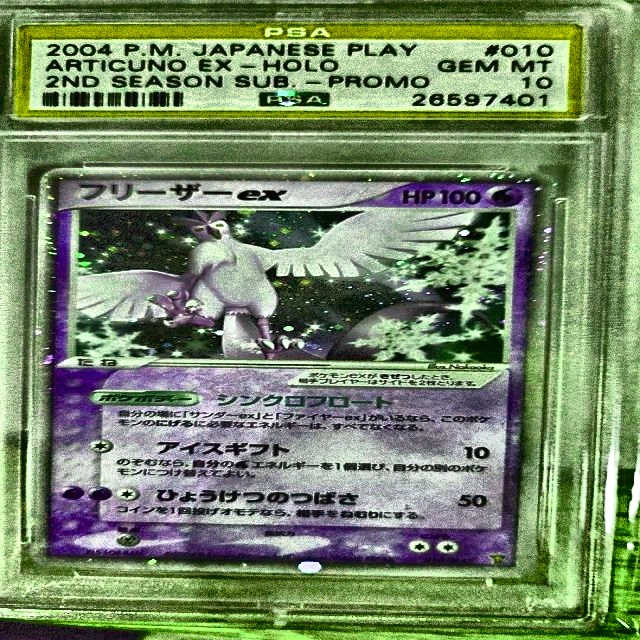 PSA
2004 P.M. JAPANESE PLAY #010
ARTICUNO EX-HOLO GEM MT
2ND SEASON SUB.-PROMO 10
PSA 26597401
フリーザーex HP100
たね
ポケモンexがきぜつしたとき、
相手プレイヤーはサイドを2枚とります。
ポケボディー シンクロフロート
自分の場に「サンダーex」と「ファイヤーex」がいるなら、このポケ
モンのにげるに必要なエネルギーは、すべてなくなる。
アイスギフト 10
のぞむなら、自分の エネルギーを1個選び、自分の別のポケ
モンにつけ替えてよい。
ひょうけつのつばさ 50
コインを1回投げオモテなら、相手をねむりにする。